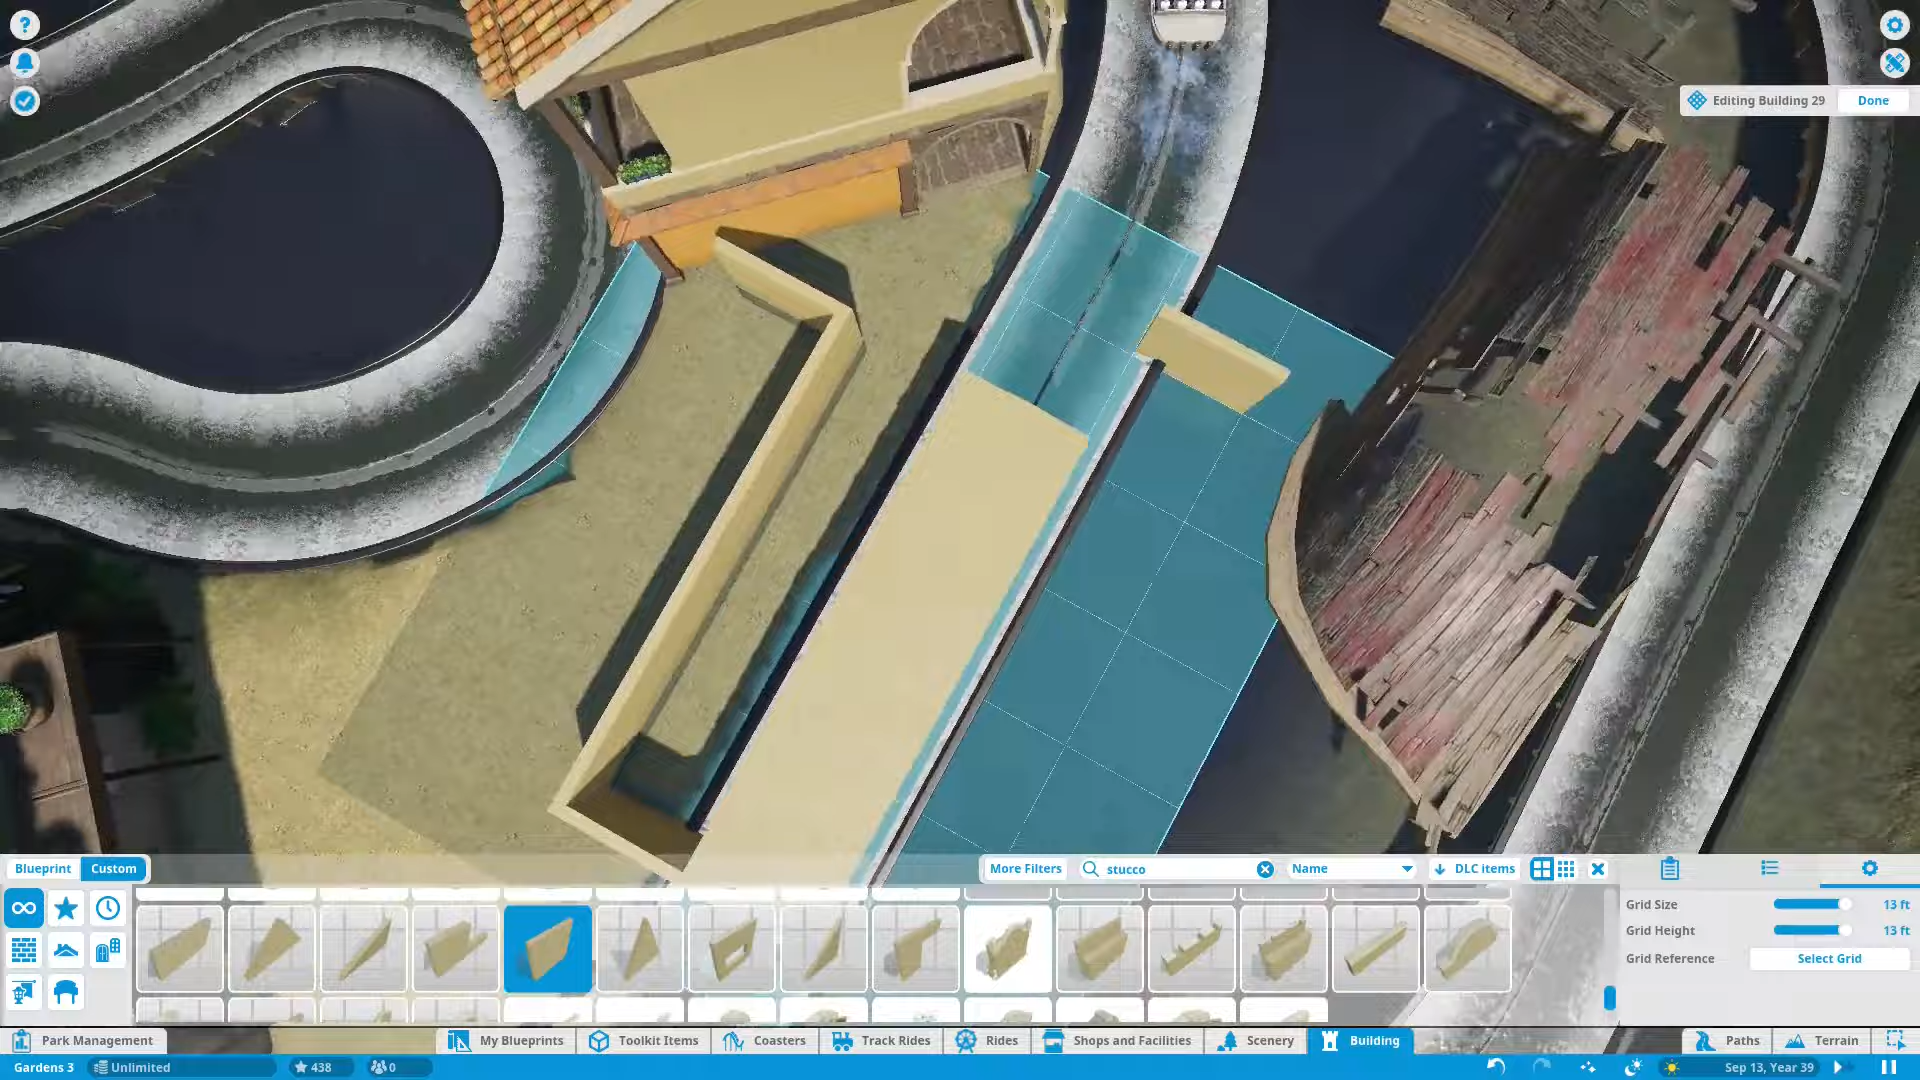 ?
Editing Building 29
Done
Blueprint
Custom
More Filters
stucco
Name
DLC items
Grid Size
13 ft
Grid Height
13 ft
Grid Reference
Select Grid
Park Management
My Blueprints
Toolkit Items
Coasters
Track Rides
Rides
Shops and Facilities
Scenery
Building
Paths
Terrain
Gardens 3
Unlimited
438
0
Sep 13, Year 39